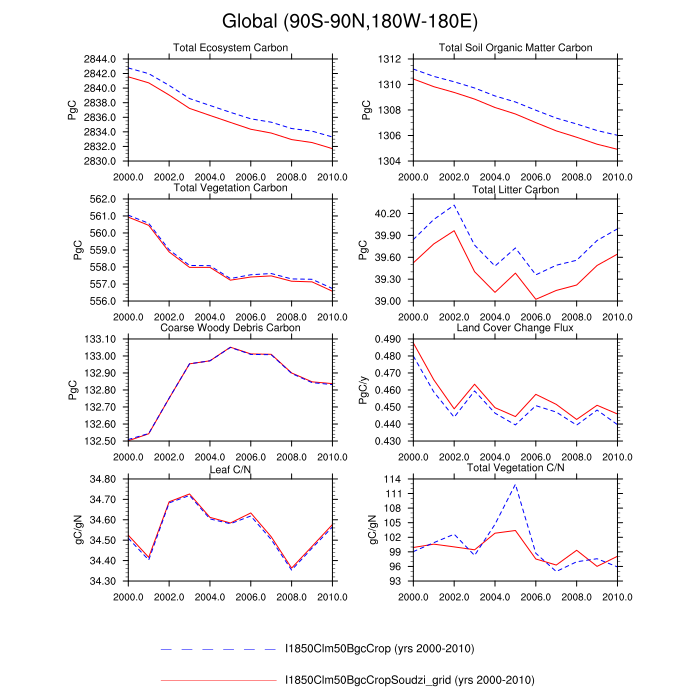 Global (90S-90N,180W-180E)
Total Ecosystem Carbon
PgC
2844.0
2842.0
2840.0
2838.0
2836.0
2834.0
2832.0
2830.0
2000.0 2002.0 2004.0 2006.0 2008.0 2010.0
Total Soil Organic Matter Carbon
PgC
1312
1310
1308
1306
1304
2000.0 2002.0 2004.0 2006.0 2008.0 2010.0
Total Vegetation Carbon
PgC
562.0
561.0
560.0
559.0
558.0
557.0
556.0
2000.0 2002.0 2004.0 2006.0 2008.0 2010.0
Total Litter Carbon
PgC
40.20
39.90
39.60
39.30
39.00
2000.0 2002.0 2004.0 2006.0 2008.0 2010.0
Coarse Woody Debris Carbon
PgC
133.10
133.00
132.90
132.80
132.70
132.60
132.50
2000.0 2002.0 2004.0 2006.0 2008.0 2010.0
Land Cover Change Flux
PgC/y
0.490
0.480
0.470
0.460
0.450
0.440
0.430
2000.0 2002.0 2004.0 2006.0 2008.0 2010.0
Leaf C/N
gC/gN
34.80
34.70
34.60
34.50
34.40
34.30
2000.0 2002.0 2004.0 2006.0 2008.0 2010.0
Total Vegetation C/N
gC/gN
114
111
108
105
102
99
96
93
2000.0 2002.0 2004.0 2006.0 2008.0 2010.0
I1850Clm50BgcCrop (yrs 2000-2010)
I1850Clm50BgcCropSoudzi_grid (yrs 2000-2010)